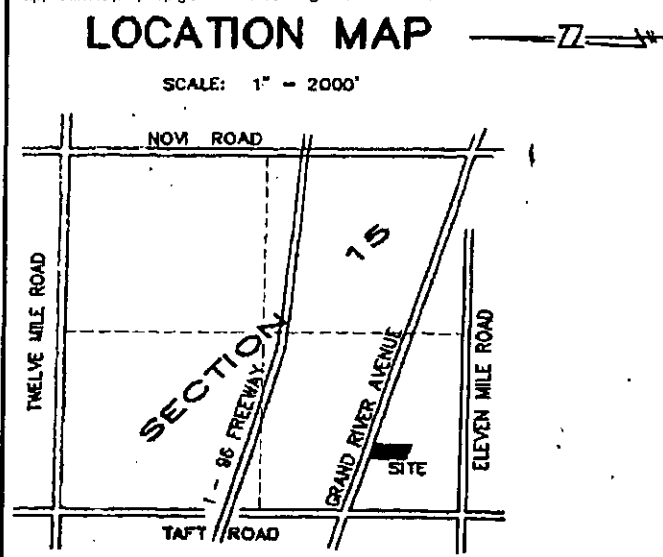 LOCATION MAP
Z
SCALE: 1" - 2000'
NOVI ROAD
15
TWELVE MILE ROAD
SECTION
I - 96 FREEWAY
GRAND RIVER AVENUE
ELEVEN MILE ROAD
SITE
TAFT ROAD